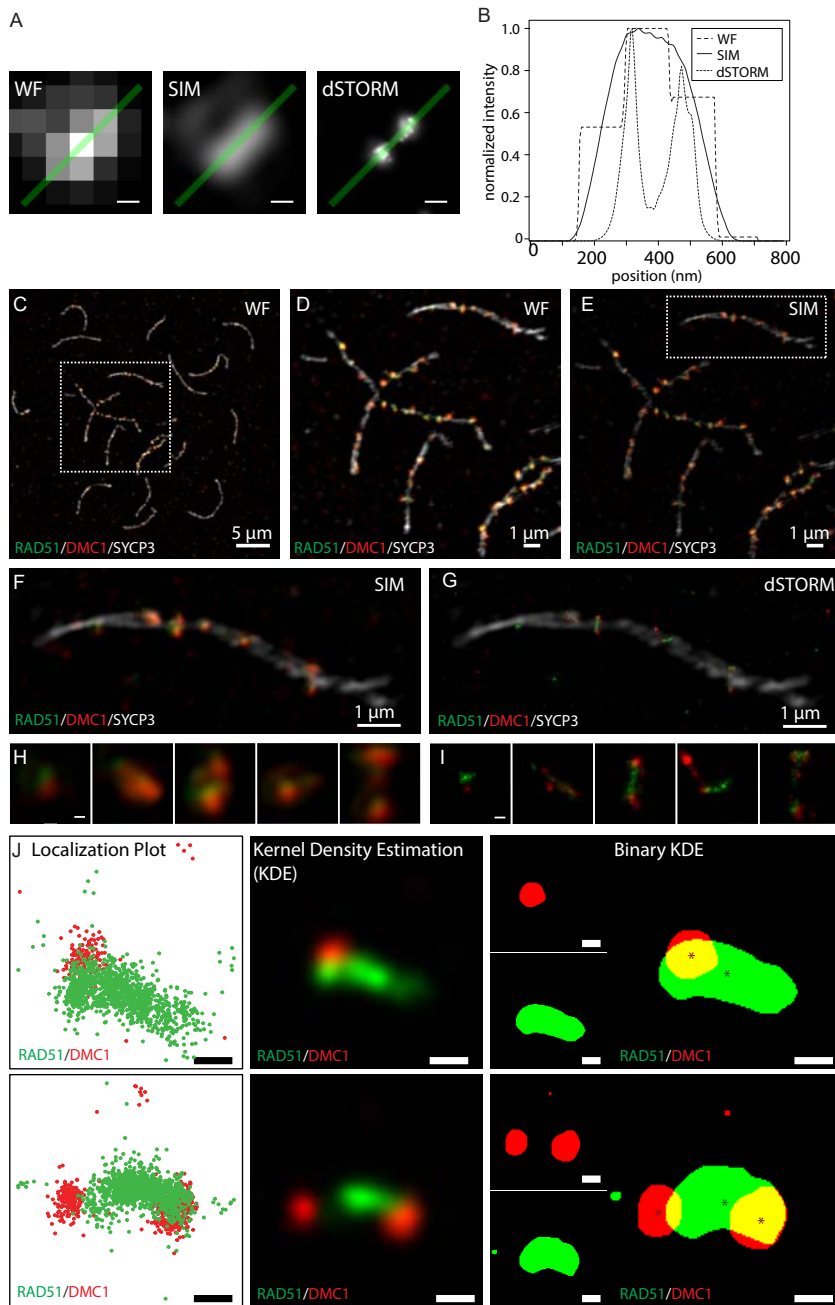 A
WF
SIM
dSTORM
B
normalized intensity
1.0
0.8
0.6
0.4
0.2
0
WF
SIM
dSTORM
0
200
400
600
800
position (nm)
C
WF
RAD51/DMC1/SYCP3
5 μm
D
WF
1 μm
E
SIM
RAD51/DMC1/SYCP3
1 μm
F
SIM
RAD51/DMC1/SYCP3
1 μm
G
dSTORM
RAD51/DMC1/SYCP3
1 μm
H
I
J Localization Plot
RAD51/DMC1
Kernel Density Estimation
(KDE)
RAD51/DMC1
Binary KDE
*
*
RAD51/DMC1
RAD51/DMC1
RAD51/DMC1
*
*
*
RAD51/DMC1